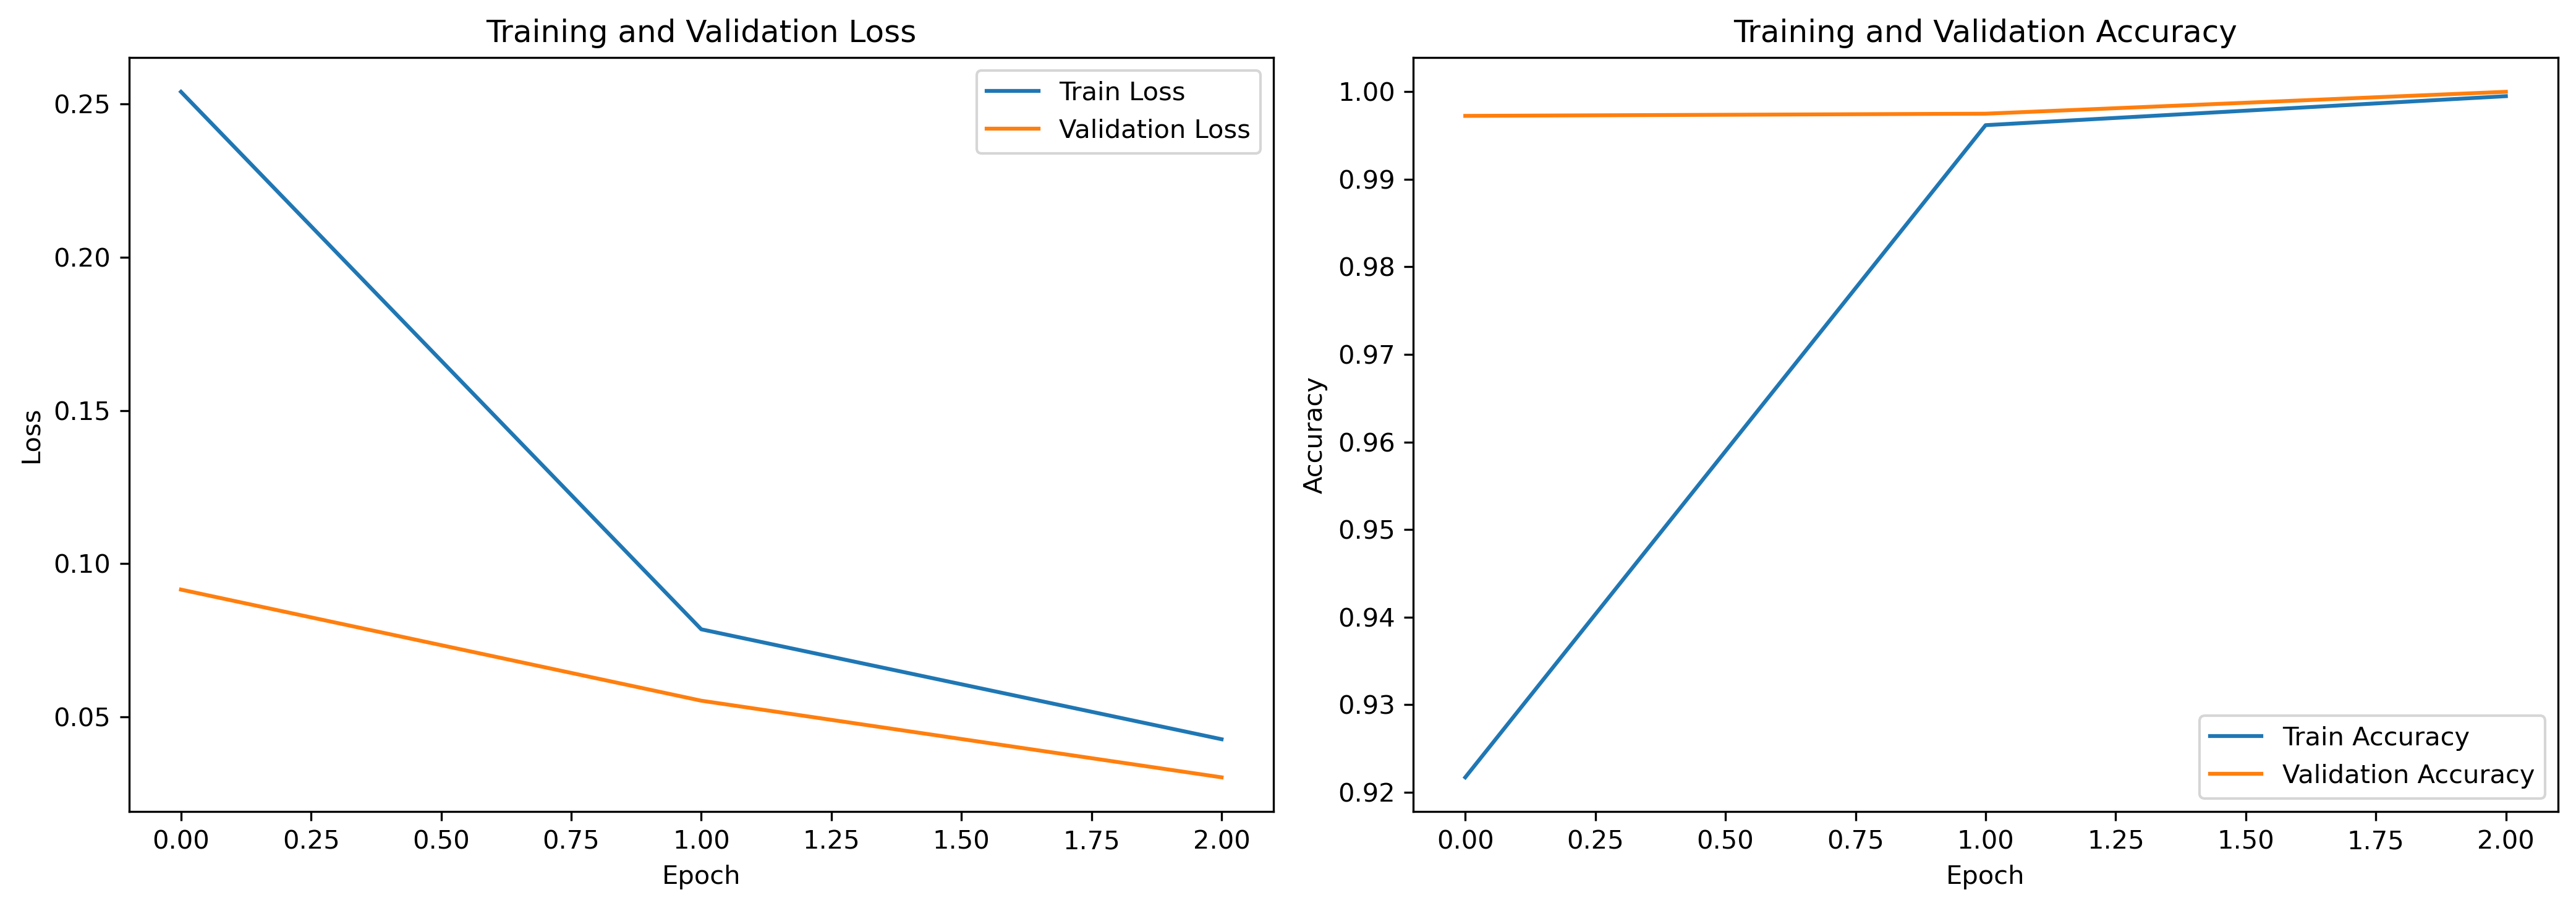 Training and Validation Loss
Train Loss
Validation Loss
0.25
0.20
0.15
0.10
0.05
Loss
0.00 0.25 0.50 0.75 1.00 1.25 1.50 1.75 2.00
Epoch
Training and Validation Accuracy
1.00
0.99
0.98
0.97
0.96
0.95
0.94
0.93
0.92
Accuracy
Train Accuracy
Validation Accuracy
0.00 0.25 0.50 0.75 1.00 1.25 1.50 1.75 2.00
Epoch